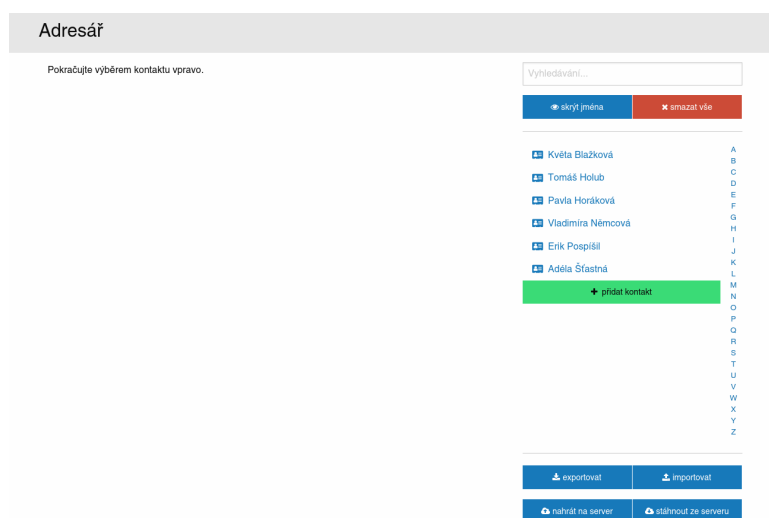 Adresář
Pokračujte výběrem kontaktu vpravo.
Vyhledávání...
skrýt jména
smazat vše
Květa Blažková
Tomáš Holub
Pavla Horáková
Vladimíra Němcová
Erik Pospíšil
Adéla Šťastná
přidat kontakt
A
B
C
D
E
F
G
H
I
J
K
L
M
N
O
P
Q
R
S
T
U
V
W
X
Y
Z
exportovat
importovat
nahrát na server
stáhnout ze serveru